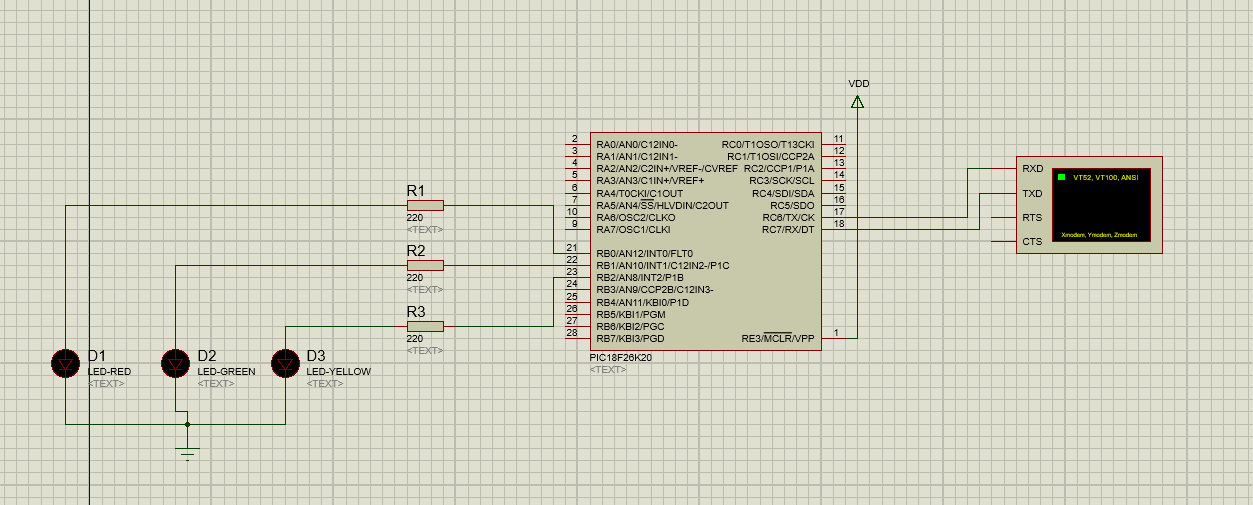 VDD
2 RA0/AN0/C12IN0- RC0/T1OSO/T13CKI 11
3 RA1/AN1/C12IN1- RC1/T1OSI/CCP2A 12
4 RA2/AN2/C2IN+/VREF-/CVREF RC2/CCP1/P1A 13
5 RA3/AN3/C1IN+/VREF+ RC3/SCK/SCL 14
6 RA4/T0CKI/C1OUT RC4/SDI/SDA 15
7 RA5/AN4/SS/HLVDIN/C2OUT RC5/SDO 16
10 RA6/OSC2/CLKO RC6/TX/CK 17
9 RA7/OSC1/CLKI RC7/RX/DT 18
21 RB0/AN12/INT0/FLT0
22 RB1/AN10/INT1/C12IN2-/P1C
23 RB2/AN8/INT2/P1B
24 RB3/AN9/CCP2B/C12IN3-
25 RB4/AN11/KBI0/P1D
26 RB5/KBI1/PGM
27 RB6/KBI2/PGC
28 RB7/KBI3/PGD RE3/MCLR/VPP 1
PIC18F26K20
<TEXT>
R1
220
<TEXT>
R2
220
<TEXT>
R3
220
<TEXT>
D1
LED-RED
<TEXT>
D2
LED-GREEN
<TEXT>
D3
LED-YELLOW
<TEXT>
RXD
TXD
RTS
CTS
VT52, VT100, ANSI
Xmodem, Ymodem, Zmodem